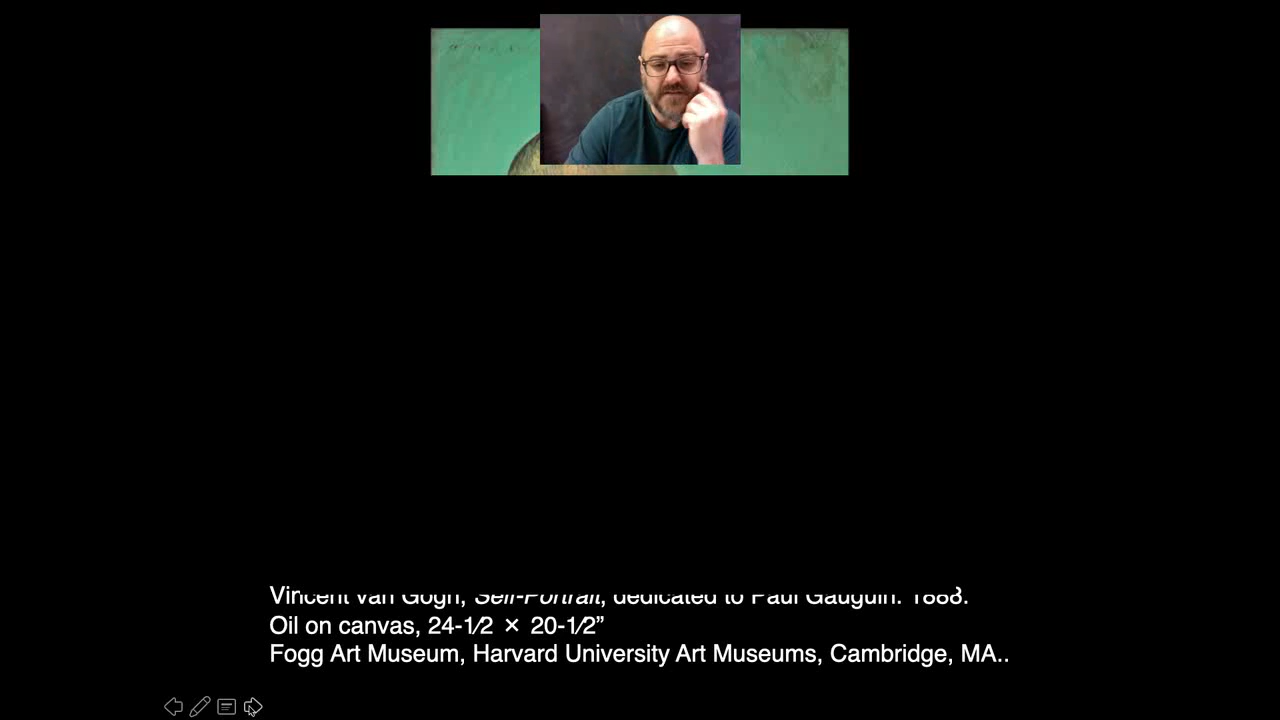 Vincent van Gogh, Self-Portrait, dedicated to Paul Gauguin. 1888.
Oil on canvas, 24-1⁄2 × 20-1⁄2”
Fogg Art Museum, Harvard University Art Museums, Cambridge, MA..